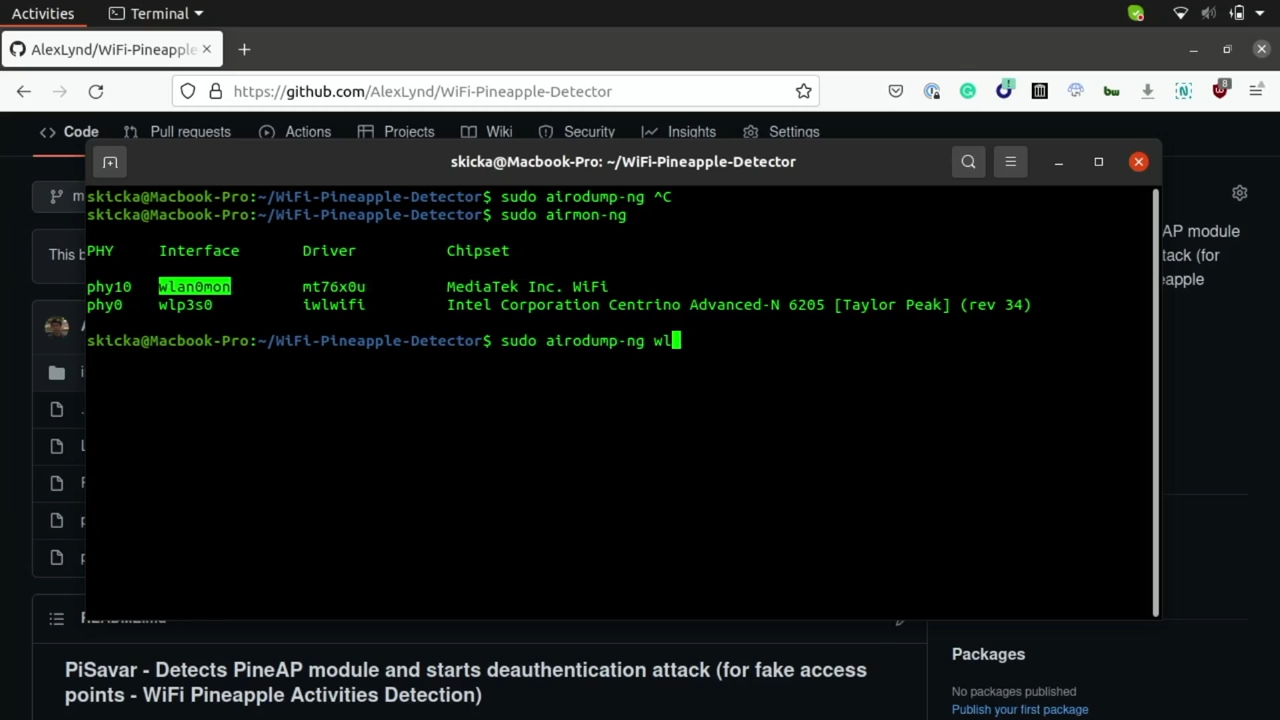 Activities
Terminal
AlexLynd/WiFi-Pineapple-
https://github.com/AlexLynd/WiFi-Pineapple-Detector
8
Code
Pull requests
Actions
Projects
Wiki
Security
Insights
Settings
skicka@Macbook-Pro: ~/WiFi-Pineapple-Detector
skicka@Macbook-Pro:~/WiFi-Pineapple-Detector$ sudo airodump-ng ^C
skicka@Macbook-Pro:~/WiFi-Pineapple-Detector$ sudo airmon-ng
PHY Interface Driver Chipset
phy10 wlan0mon mt76x0u MediaTek Inc. WiFi
phy0 wlp3s0 iwlwifi Intel Corporation Centrino Advanced-N 6205 [Taylor Peak] (rev 34)
skicka@Macbook-Pro:~/WiFi-Pineapple-Detector$ sudo airodump-ng wl
This b
AP module
tack (for
eapple
PiSavar - Detects PineAP module and starts deauthentication attack (for fake access
points - WiFi Pineapple Activities Detection)
Packages
No packages published
Publish your first package